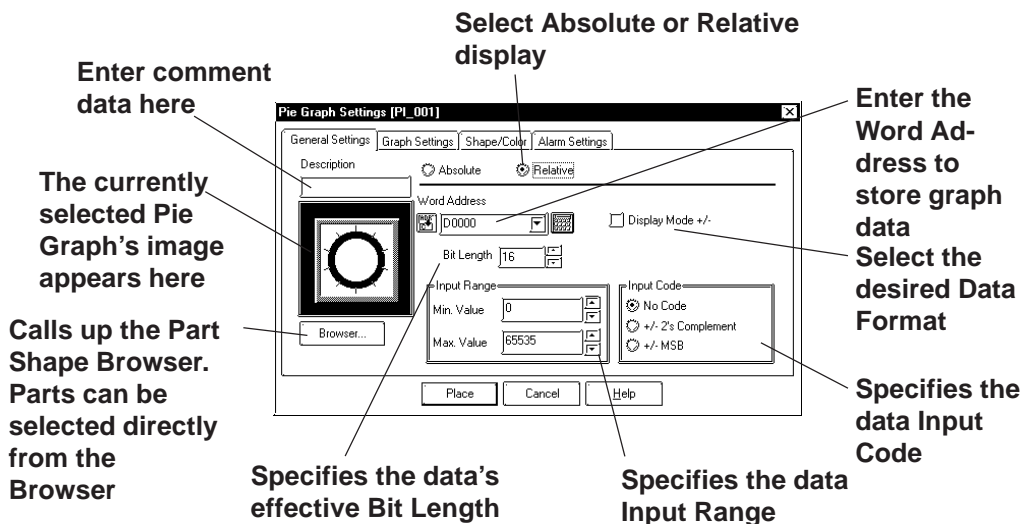 Select Absolute or Relative
display
Enter comment
data here
The currently
selected Pie
Graph's image
appears here
Calls up the Part
Shape Browser.
Parts can be
selected directly
from the
Browser
Pie Graph Settings [PI_001]
General Settings Graph Settings Shape/Color Alarm Settings
Description
Absolute Relative
Word Address
D0000
Display Mode +/-
Bit Length 16
Input Range
Min. Value 0
Max. Value 65535
Input Code
No Code
+/- 2's Complement
+/- MSB
Browser...
Place Cancel Help
Enter the
Word Ad-
dress to
store graph
data
Select the
desired Data
Format
Specifies the
data Input
Code
Specifies the data's
effective Bit Length
Specifies the data
Input Range